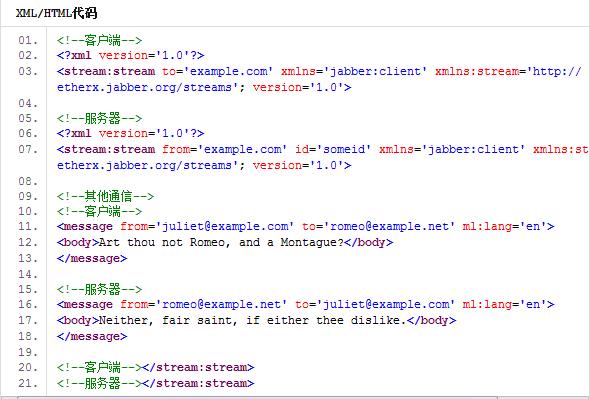 XML/HTML代码
01. <!--客户端-->
02. <?xml version='1.0'?>
03. <stream:stream to='example.com' xmlns='jabber:client' xmlns:stream='http://
etherx.jabber.org/streams'; version='1.0'>
04.
05. <!--服务器-->
06. <?xml version='1.0'?>
07. <stream:stream from='example.com' id='someid' xmlns='jabber:client' xmlns:st
etherx.jabber.org/streams'; version='1.0'>
08.
09. <!--其他通信-->
10. <!--客户端-->
11. <message from='juliet@example.com' to='romeo@example.net' ml:lang='en'>
12. <body>Art thou not Romeo, and a Montague?</body>
13. </message>
14.
15. <!--服务器-->
16. <message from='romeo@example.net' to='juliet@example.com' ml:lang='en'>
17. <body>Neither, fair saint, if either thee dislike.</body>
18. </message>
19.
20. <!--客户端--></stream:stream>
21. <!--服务器--></stream:stream>